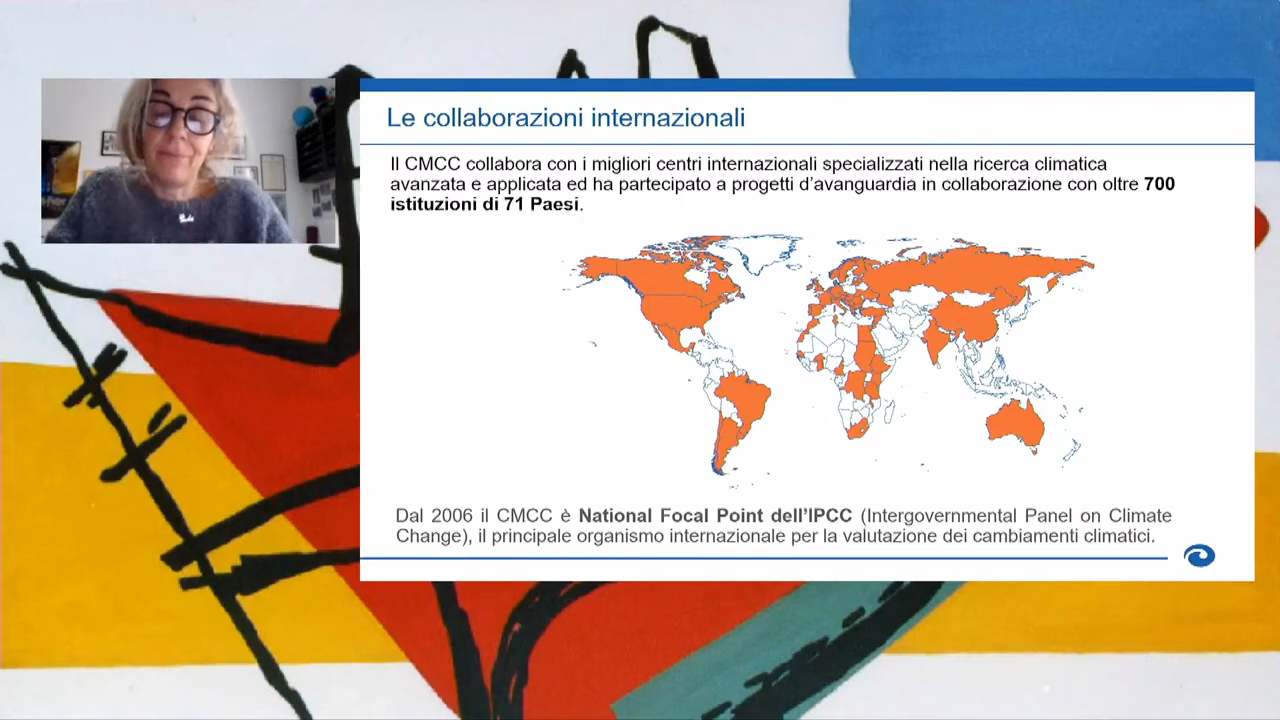 Le collaborazioni internazionali
Il CMCC collabora con i migliori centri internazionali specializzati nella ricerca climatica
avanzata e applicata ed ha partecipato a progetti d’avanguardia in collaborazione con oltre 700
istituzioni di 71 Paesi.
Dal 2006 il CMCC è National Focal Point dell’IPCC (Intergovernmental Panel on Climate
Change), il principale organismo internazionale per la valutazione dei cambiamenti climatici.